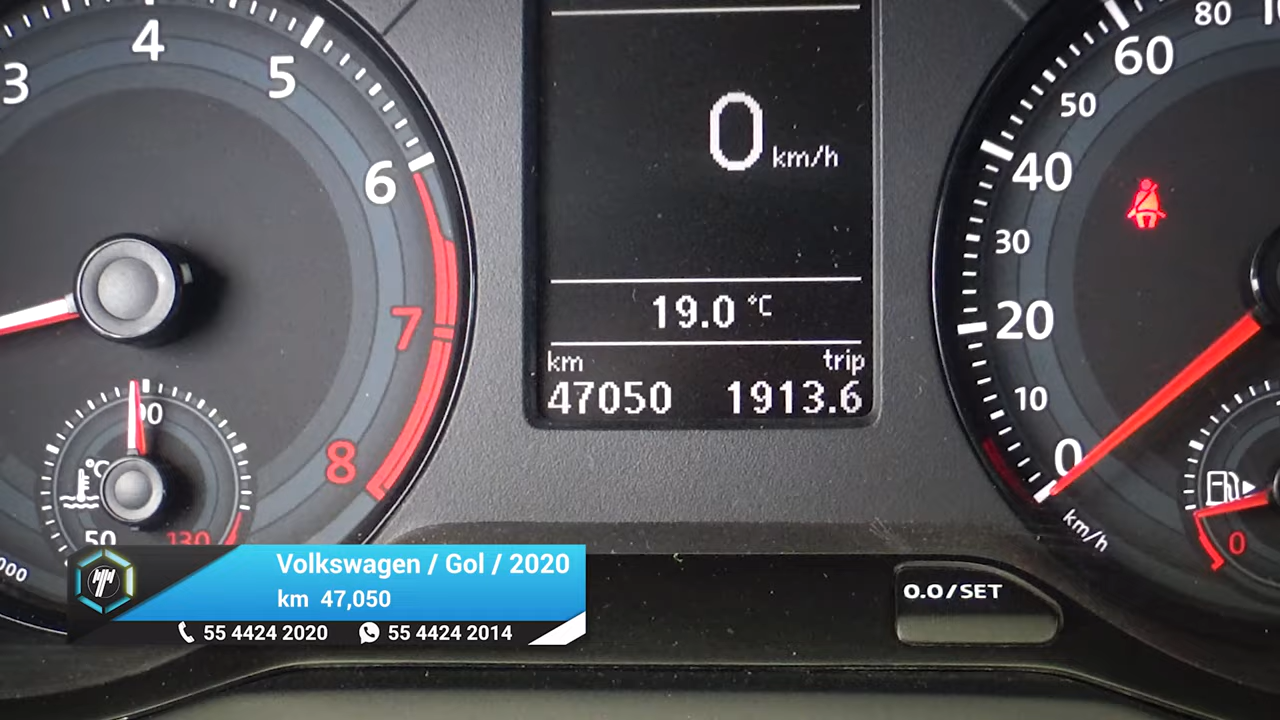 3
4
5
6
7
8
50
90
130
°C
000
0 km/h
19.0 °C
km trip
47050 1913.6
0
10
20
30
40
50
60
80
km/h
0
0.0/SET
Volkswagen / Gol / 2020
km 47,050
55 4424 2020 55 4424 2014